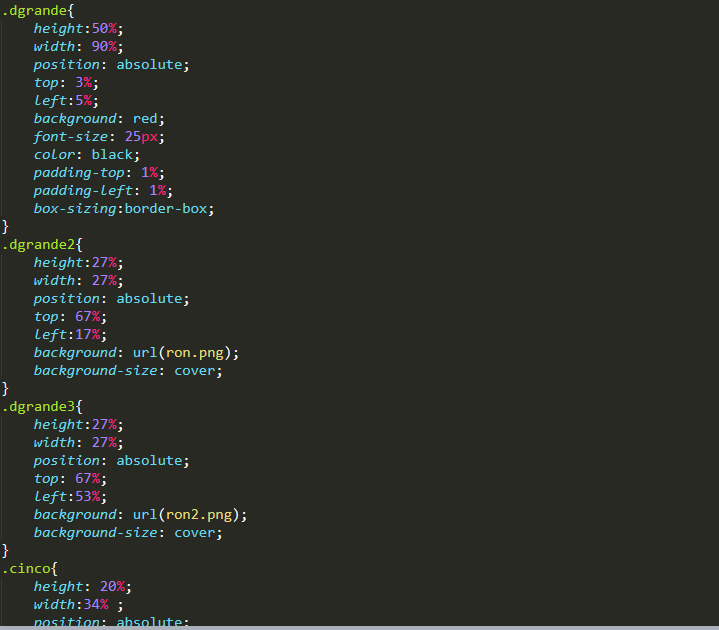 .dgrande{
    height:50%;
    width: 90%;
    position: absolute;
    top: 3%;
    left:5%;
    background: red;
    font-size: 25px;
    color: black;
    padding-top: 1%;
    padding-left: 1%;
    box-sizing:border-box;
}
.dgrande2{
    height:27%;
    width: 27%;
    position: absolute;
    top: 67%;
    left:17%;
    background: url(ron.png);
    background-size: cover;
}
.dgrande3{
    height:27%;
    width: 27%;
    position: absolute;
    top: 67%;
    left:53%;
    background: url(ron2.png);
    background-size: cover;
}
.cinco{
    height: 20%;
    width:34% ;
    position: absolute;